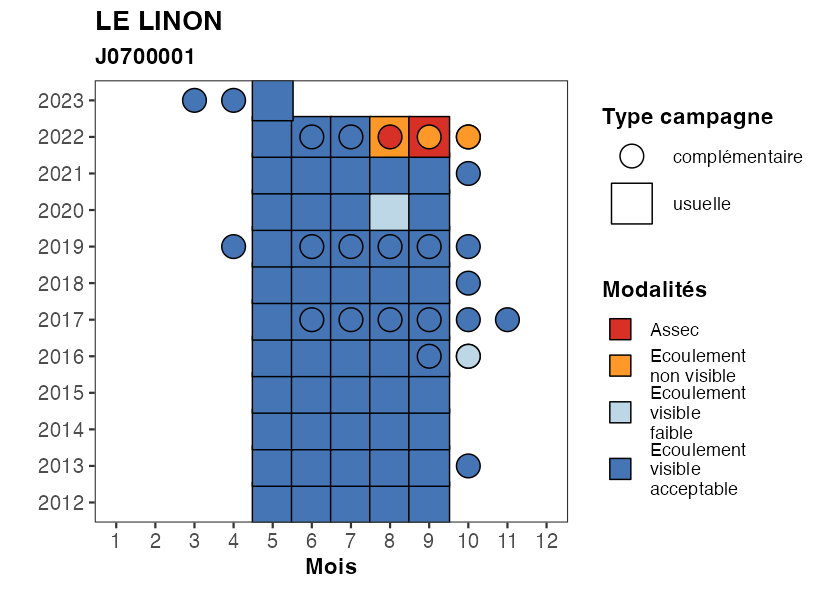 LE LINON
J0700001
2023
2022
2021
2020
2019
2018
2017
2016
2015
2014
2013
2012
1 2 3 4 5 6 7 8 9 10 11 12
Mois
Type campagne
complémentaire
usuelle
Modalités
Assec
Ecoulement
non visible
Ecoulement
visible
faible
Ecoulement
visible
acceptable